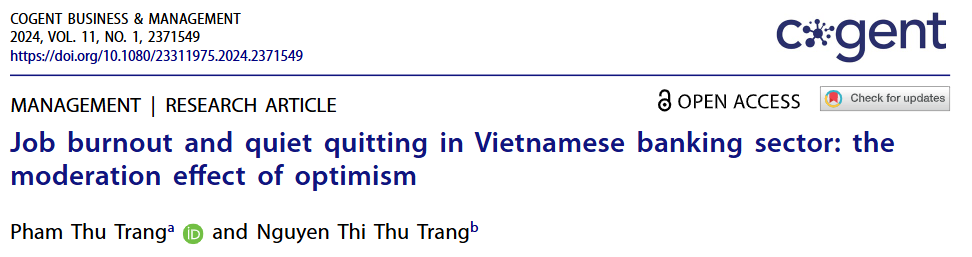 COGENT BUSINESS & MANAGEMENT
2024, VOL. 11, NO. 1, 2371549
https://doi.org/10.1080/23311975.2024.2371549
cogent
MANAGEMENT | RESEARCH ARTICLE
OPEN ACCESS
Check for updates
Job burnout and quiet quitting in Vietnamese banking sector: the
moderation effect of optimism
Pham Thu Tranga iD and Nguyen Thi Thu Trangb